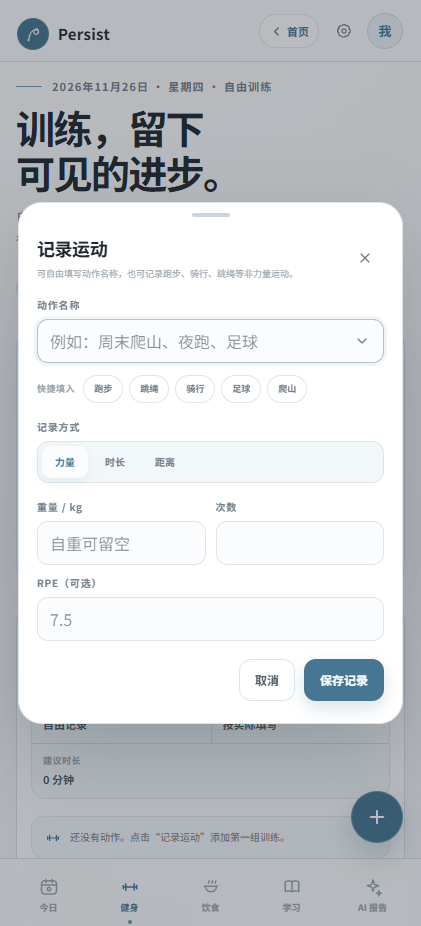 Persist
首页
我
2026年11月26日 · 星期四 · 自由训练
训练，留下
可见的进步。
记录运动
可自由填写动作名称，也可记录跑步、骑行、跳绳等非力量运动。
动作名称
例如：周末爬山、夜跑、足球
快捷填入 跑步 跳绳 骑行 足球 爬山
记录方式
力量 时长 距离
重量 / kg 次数
自重可留空
RPE（可选）
7.5
取消 保存记录
自由记录 按实际填写
建议时长
0 分钟
还没有动作。点击“记录运动”添加第一组训练。
今日 健身 饮食 学习 AI 报告